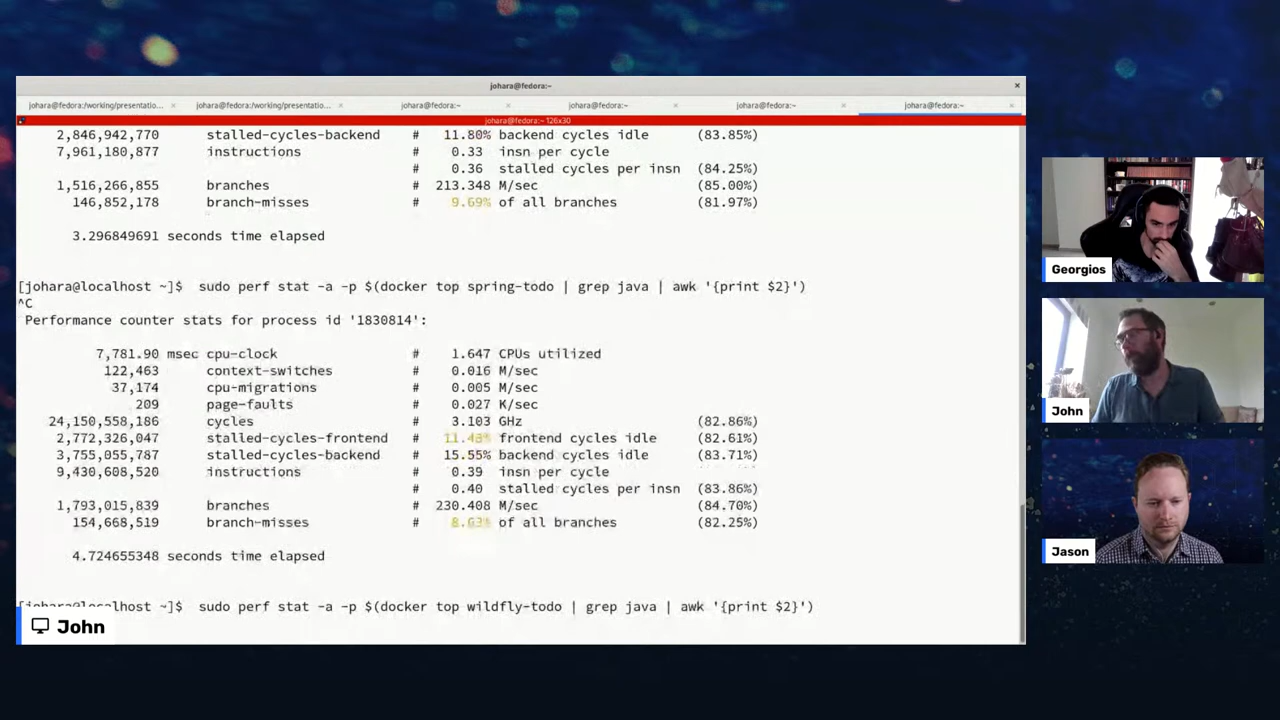 johara@fedora:~
johara@fedora:/working/presentatio... × johara@fedora:/working/presentatio... × johara@fedora:~ × johara@fedora:~ × johara@fedora:~ × johara@fedora:~ ×
johara@fedora:~ 126x30
2,846,942,770 stalled-cycles-backend # 11.80% backend cycles idle (83.85%)
7,961,180,877 instructions # 0.33 insn per cycle
# 0.36 stalled cycles per insn (84.25%)
1,516,266,855 branches # 213.348 M/sec (85.00%)
146,852,178 branch-misses # 9.69% of all branches (81.97%)
3.296849691 seconds time elapsed
[johara@localhost ~]$ sudo perf stat -a -p $(docker top spring-todo | grep java | awk '{print $2}')
^C
Performance counter stats for process id '1830814':
7,781.90 msec cpu-clock # 1.647 CPUs utilized
122,463 context-switches # 0.016 M/sec
37,174 cpu-migrations # 0.005 M/sec
209 page-faults # 0.027 K/sec
24,150,558,186 cycles # 3.103 GHz (82.86%)
2,772,326,047 stalled-cycles-frontend # 11.48% frontend cycles idle (82.61%)
3,755,055,787 stalled-cycles-backend # 15.55% backend cycles idle (83.71%)
9,430,608,520 instructions # 0.39 insn per cycle
# 0.40 stalled cycles per insn (83.86%)
1,793,015,839 branches # 230.408 M/sec (84.70%)
154,668,519 branch-misses # 8.63% of all branches (82.25%)
4.724655348 seconds time elapsed
[johara@localhost ~]$ sudo perf stat -a -p $(docker top wildfly-todo | grep java | awk '{print $2}')
John
Georgios
John
Jason